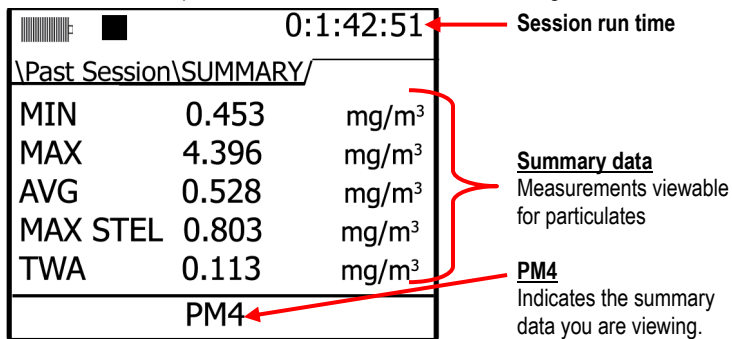 0:1:42:51
Session run time
\Past Session\SUMMARY/
MIN 0.453 mg/m³
MAX 4.396 mg/m³
AVG 0.528 mg/m³
MAX STEL 0.803 mg/m³
TWA 0.113 mg/m³
PM4
Summary data
Measurements viewable
for particulates
PM4
Indicates the summary
data you are viewing.